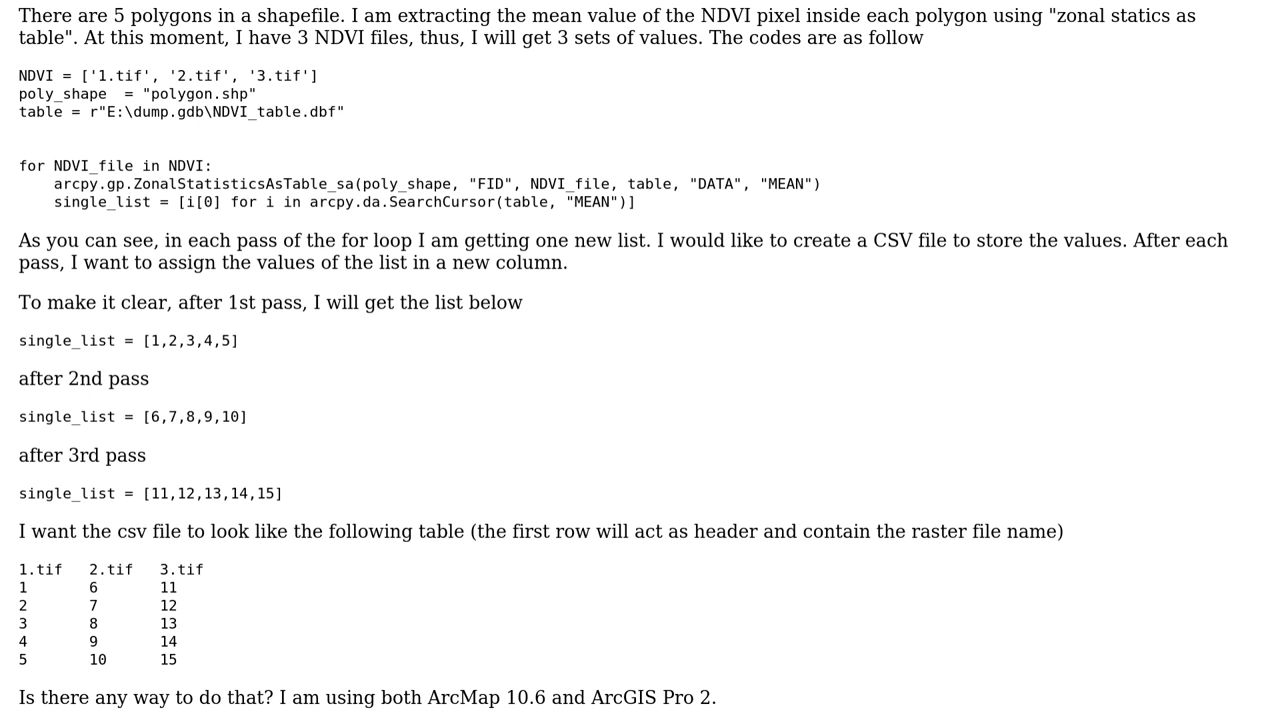 There are 5 polygons in a shapefile. I am extracting the mean value of the NDVI pixel inside each polygon using "zonal statics as
table". At this moment, I have 3 NDVI files, thus, I will get 3 sets of values. The codes are as follow
NDVI = ['1.tif', '2.tif', '3.tif']
poly_shape  = "polygon.shp"
table = r"E:\dump.gdb\NDVI_table.dbf"
for NDVI_file in NDVI:
    arcpy.gp.ZonalStatisticsAsTable_sa(poly_shape, "FID", NDVI_file, table, "DATA", "MEAN")
    single_list = [i[0] for i in arcpy.da.SearchCursor(table, "MEAN")]
As you can see, in each pass of the for loop I am getting one new list. I would like to create a CSV file to store the values. After each
pass, I want to assign the values of the list in a new column.
To make it clear, after 1st pass, I will get the list below
single_list = [1,2,3,4,5]
after 2nd pass
single_list = [6,7,8,9,10]
after 3rd pass
single_list = [11,12,13,14,15]
I want the csv file to look like the following table (the first row will act as header and contain the raster file name)
1.tif   2.tif   3.tif
1       6       11
2       7       12
3       8       13
4       9       14
5       10      15
Is there any way to do that? I am using both ArcMap 10.6 and ArcGIS Pro 2.